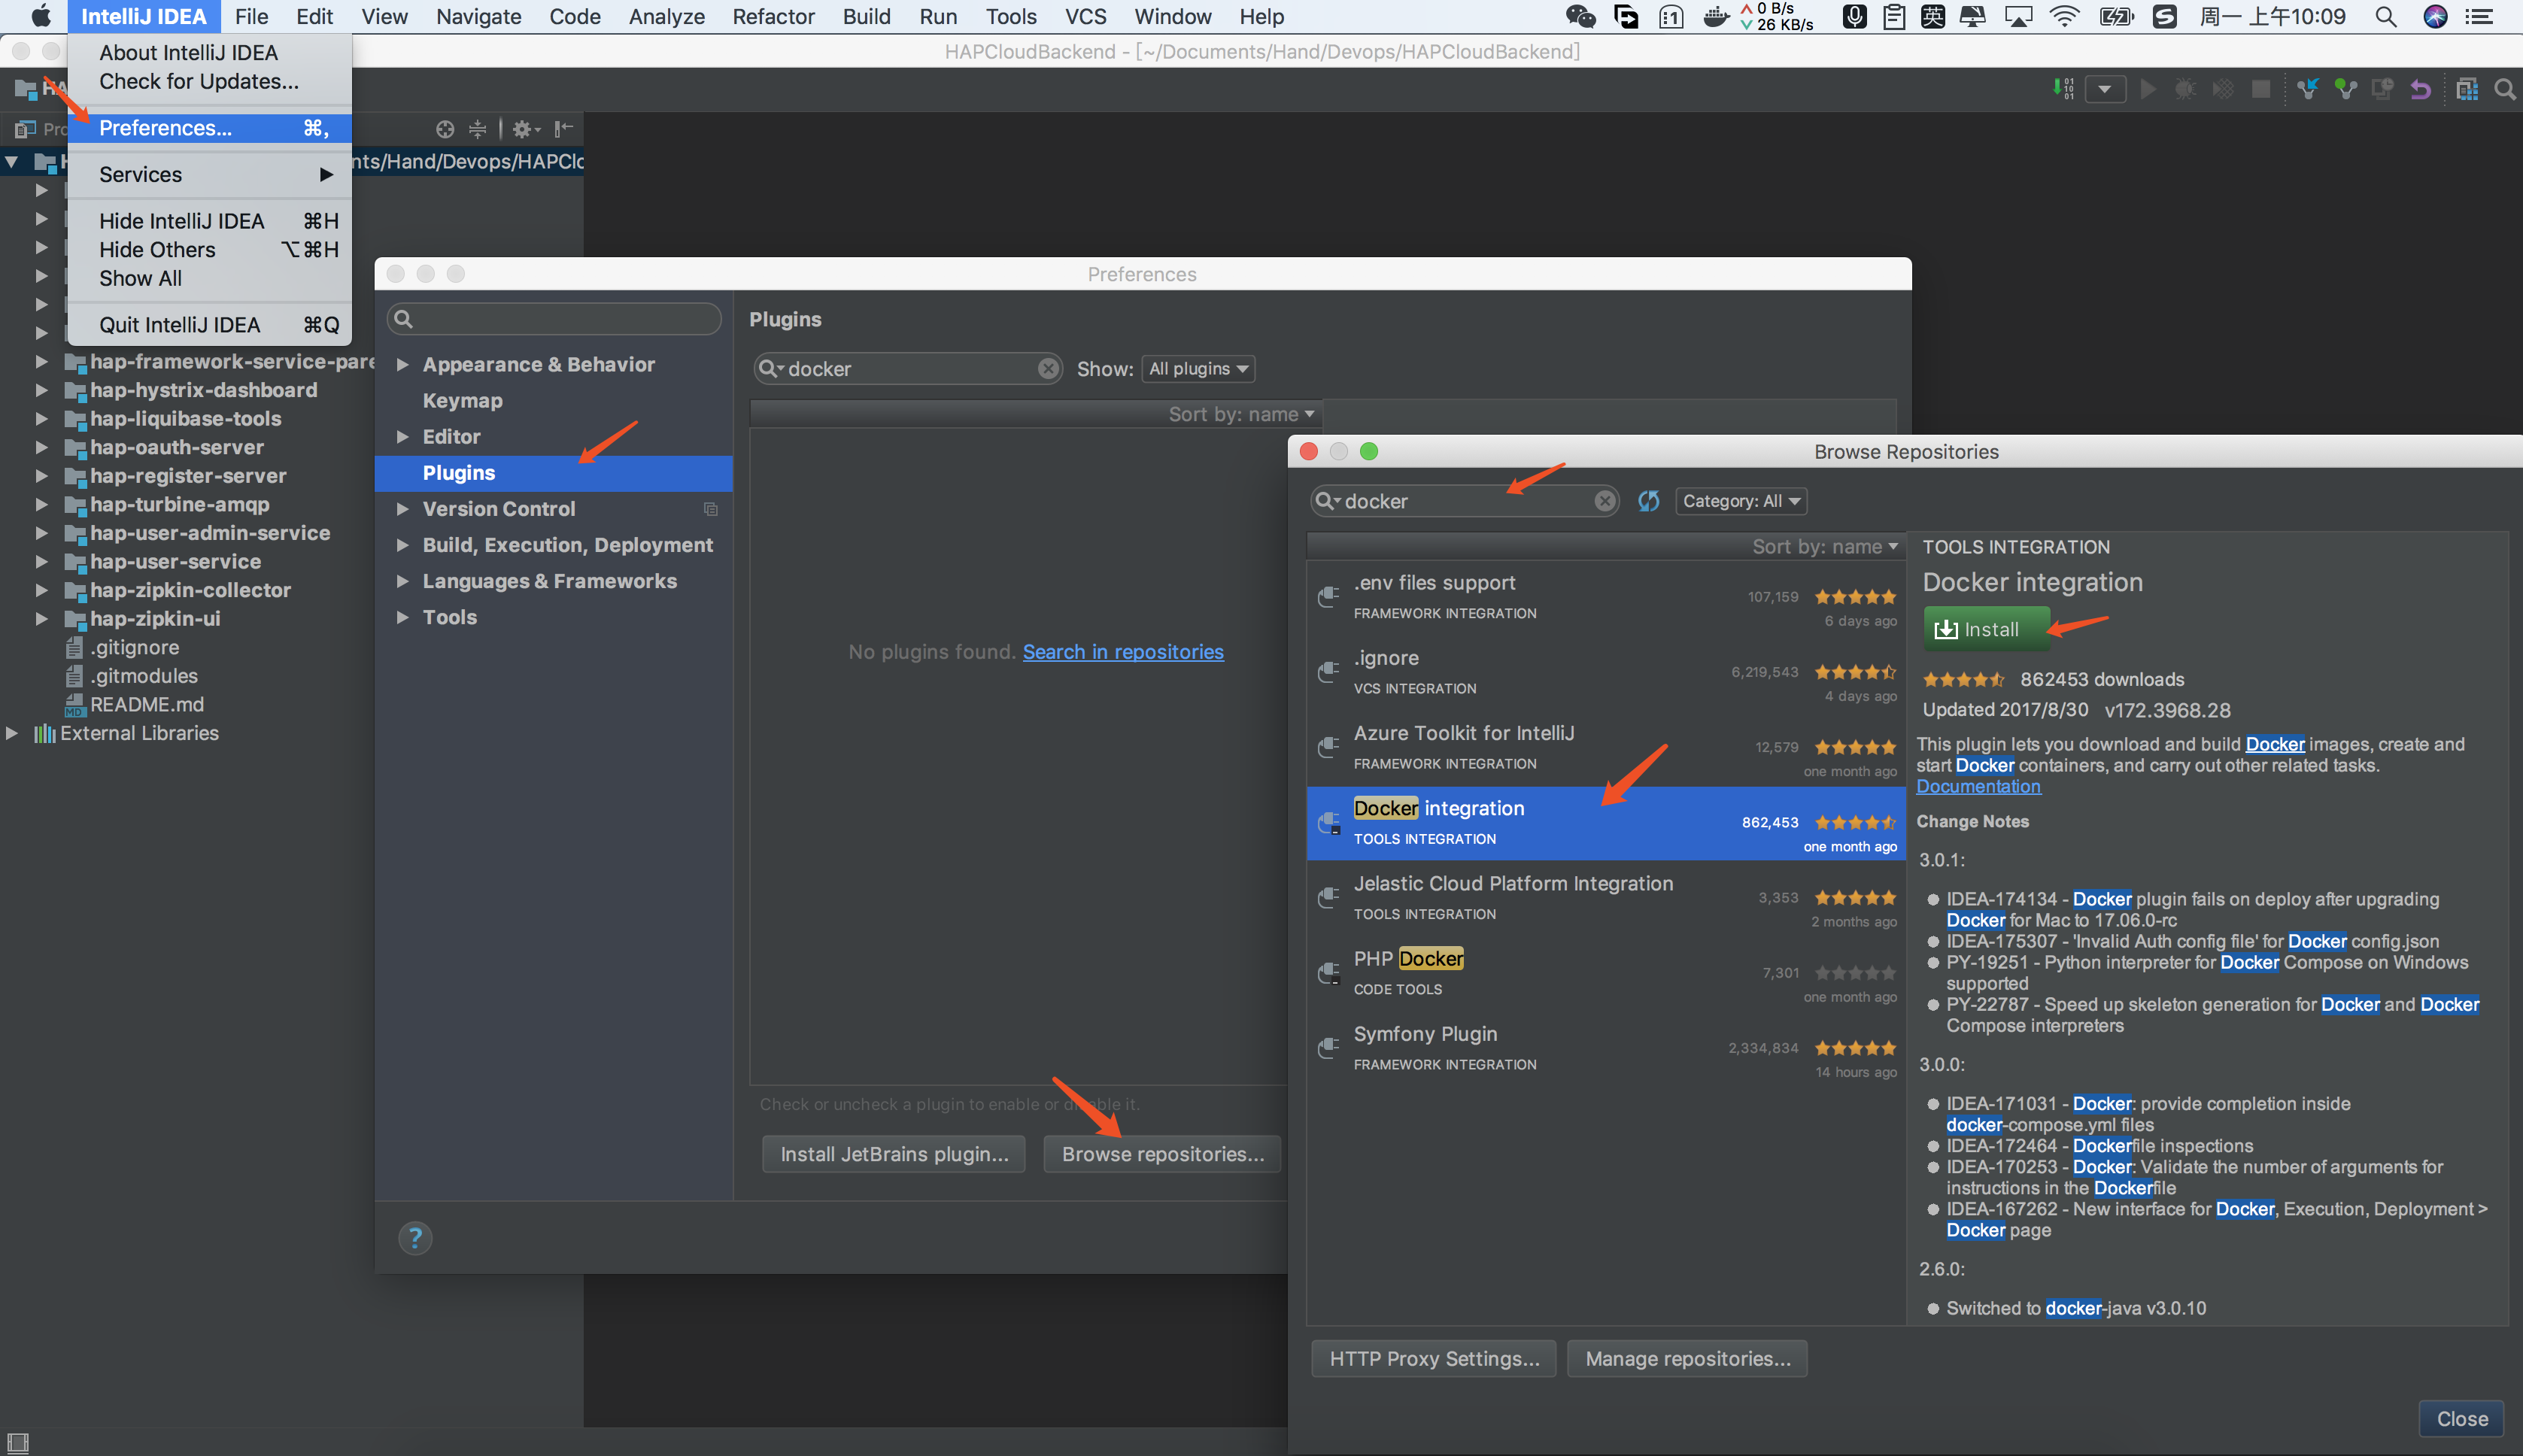 IntelliJ IDEA File Edit View Navigate Code Analyze Refactor Build Run Tools VCS Window Help
0 B/s
26 KB/s
英
周一 上午10:09
HAPCloudBackend - [~/Documents/Hand/Devops/HAPCloudBackend]
About IntelliJ IDEA
Check for Updates...
Preferences... ⌘,
Services
Hide IntelliJ IDEA ⌘H
Hide Others ⌥⌘H
Show All
Quit IntelliJ IDEA ⌘Q
nts/Hand/Devops/HAPClo
hap-framework-service-pare
hap-hystrix-dashboard
hap-liquibase-tools
hap-oauth-server
hap-register-server
hap-turbine-amqp
hap-user-admin-service
hap-user-service
hap-zipkin-collector
hap-zipkin-ui
.gitignore
.gitmodules
README.md
External Libraries
Preferences
Appearance & Behavior
Keymap
Editor
Plugins
Version Control
Build, Execution, Deployment
Languages & Frameworks
Tools
Plugins
docker
Show: All plugins
Sort by: name
No plugins found. Search in repositories
Check or uncheck a plugin to enable or disable it.
Install JetBrains plugin...
Browse repositories...
?
Browse Repositories
docker
Category: All
Sort by: name
.env files support
FRAMEWORK INTEGRATION
107,159
6 days ago
.ignore
VCS INTEGRATION
6,219,543
4 days ago
Azure Toolkit for IntelliJ
FRAMEWORK INTEGRATION
12,579
one month ago
Docker integration
TOOLS INTEGRATION
862,453
one month ago
Jelastic Cloud Platform Integration
TOOLS INTEGRATION
3,353
2 months ago
PHP Docker
CODE TOOLS
7,301
one month ago
Symfony Plugin
FRAMEWORK INTEGRATION
2,334,834
14 hours ago
TOOLS INTEGRATION
Docker integration
Install
862453 downloads
Updated 2017/8/30 v172.3968.28
This plugin lets you download and build Docker images, create and
start Docker containers, and carry out other related tasks.
Documentation
Change Notes
3.0.1:
IDEA-174134 - Docker plugin fails on deploy after upgrading
Docker for Mac to 17.06.0-rc
IDEA-175307 - 'Invalid Auth config file' for Docker config.json
PY-19251 - Python interpreter for Docker Compose on Windows
supported
PY-22787 - Speed up skeleton generation for Docker and Docker
Compose interpreters
3.0.0:
IDEA-171031 - Docker: provide completion inside
docker-compose.yml files
IDEA-172464 - Dockerfile inspections
IDEA-170253 - Docker: Validate the number of arguments for
instructions in the Dockerfile
IDEA-167262 - New interface for Docker, Execution, Deployment >
Docker page
2.6.0:
Switched to docker-java v3.0.10
HTTP Proxy Settings...
Manage repositories...
Close